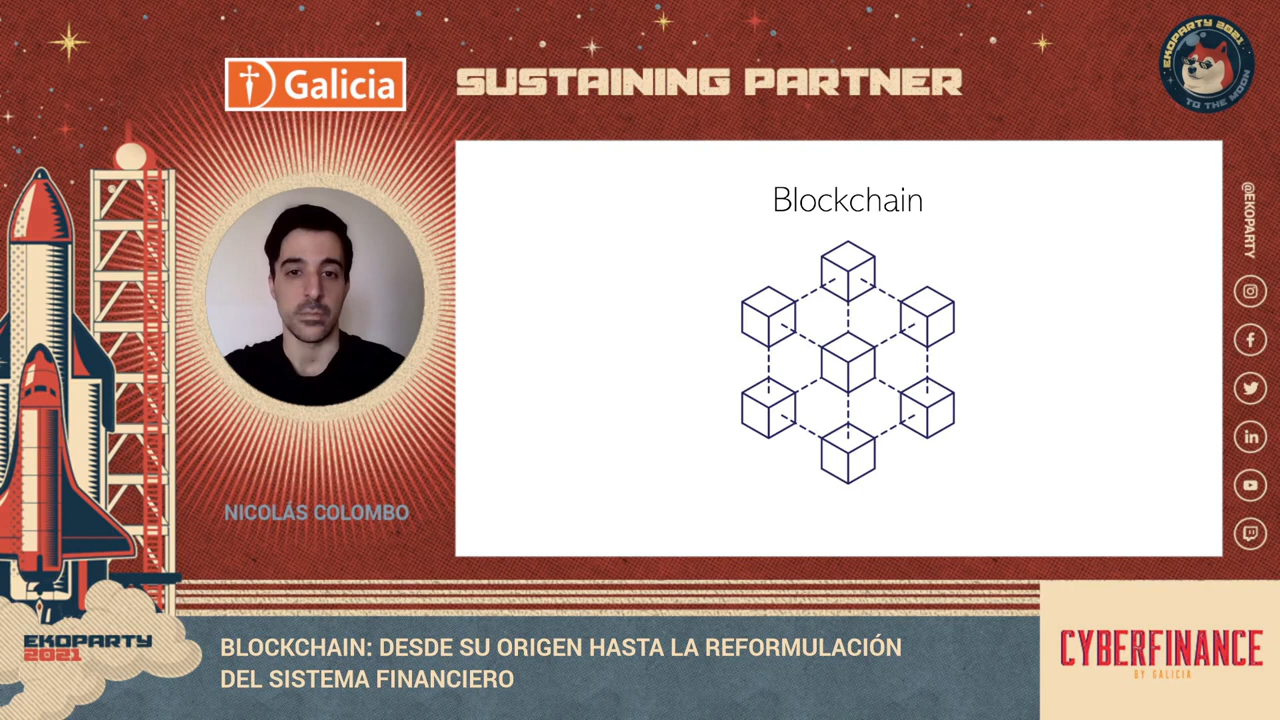 Galicia
SUSTAINING PARTNER
EKOPARTY 2021
TO THE MOON
Blockchain
@EKOPARTY
NICOLÁS COLOMBO
EKOPARTY
2021
BLOCKCHAIN: DESDE SU ORIGEN HASTA LA REFORMULACIÓN
DEL SISTEMA FINANCIERO
CYBERFINANCE
BY GALICIA